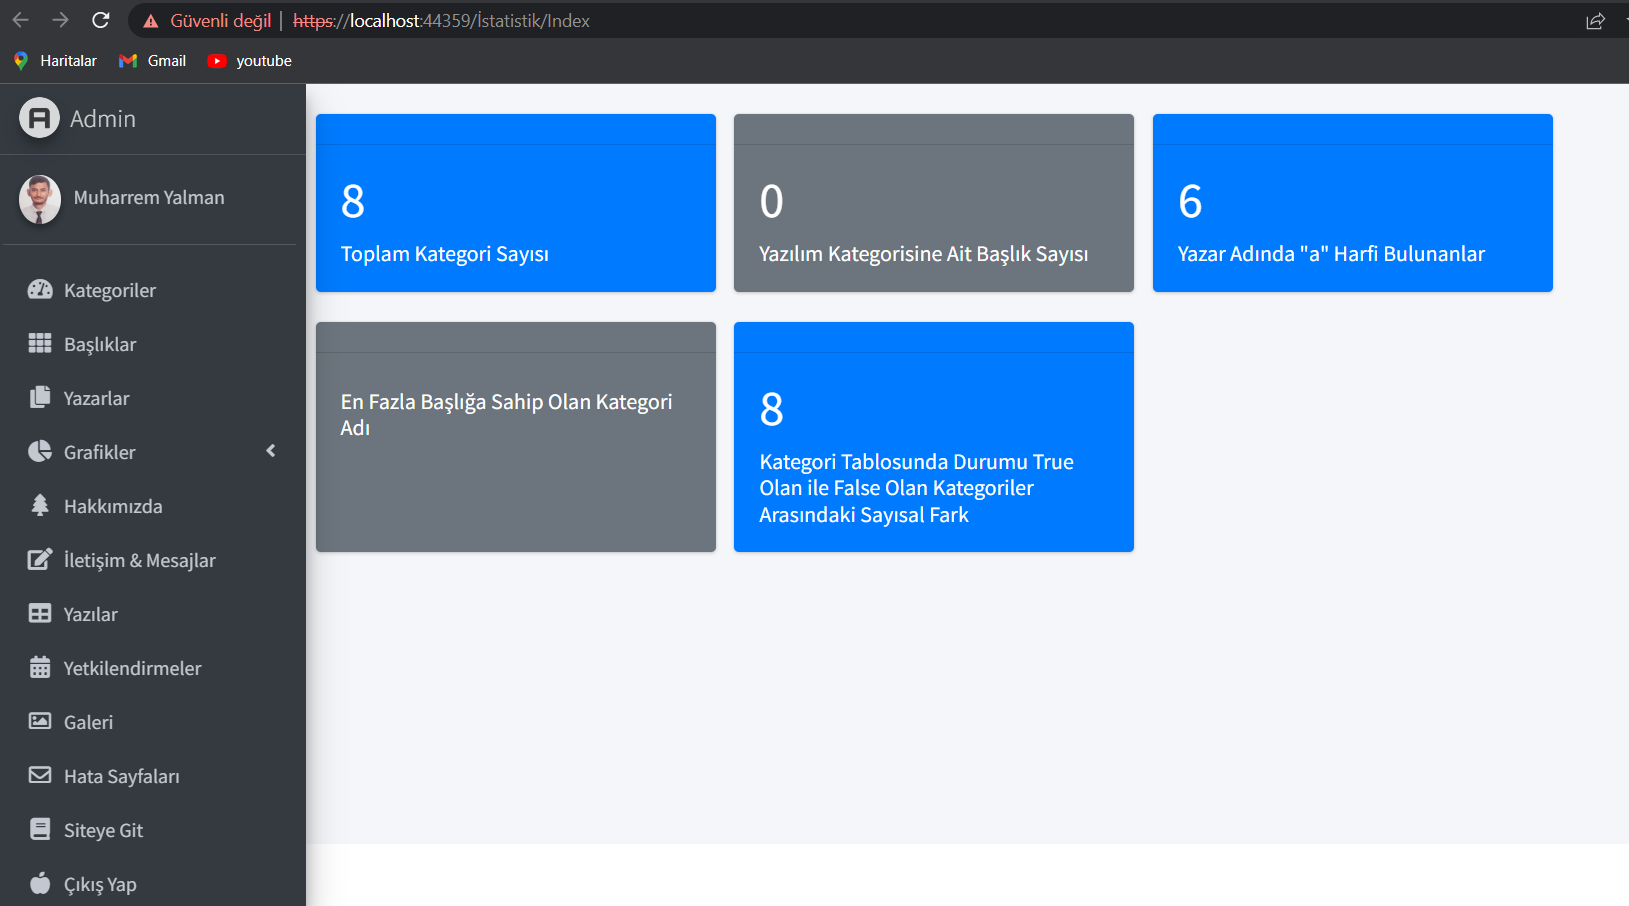 Güvenli değil | https://localhost:44359/İstatistik/Index
Haritalar Gmail youtube
Admin
Muharrem Yalman
Kategoriler
Başlıklar
Yazarlar
Grafikler
Hakkımızda
İletişim & Mesajlar
Yazılar
Yetkilendirmeler
Galeri
Hata Sayfaları
Siteye Git
Çıkış Yap
8
Toplam Kategori Sayısı
0
Yazılım Kategorisine Ait Başlık Sayısı
6
Yazar Adında "a" Harfi Bulunanlar
En Fazla Başlığa Sahip Olan Kategori
Adı
8
Kategori Tablosunda Durumu True
Olan ile False Olan Kategoriler
Arasındaki Sayısal Fark